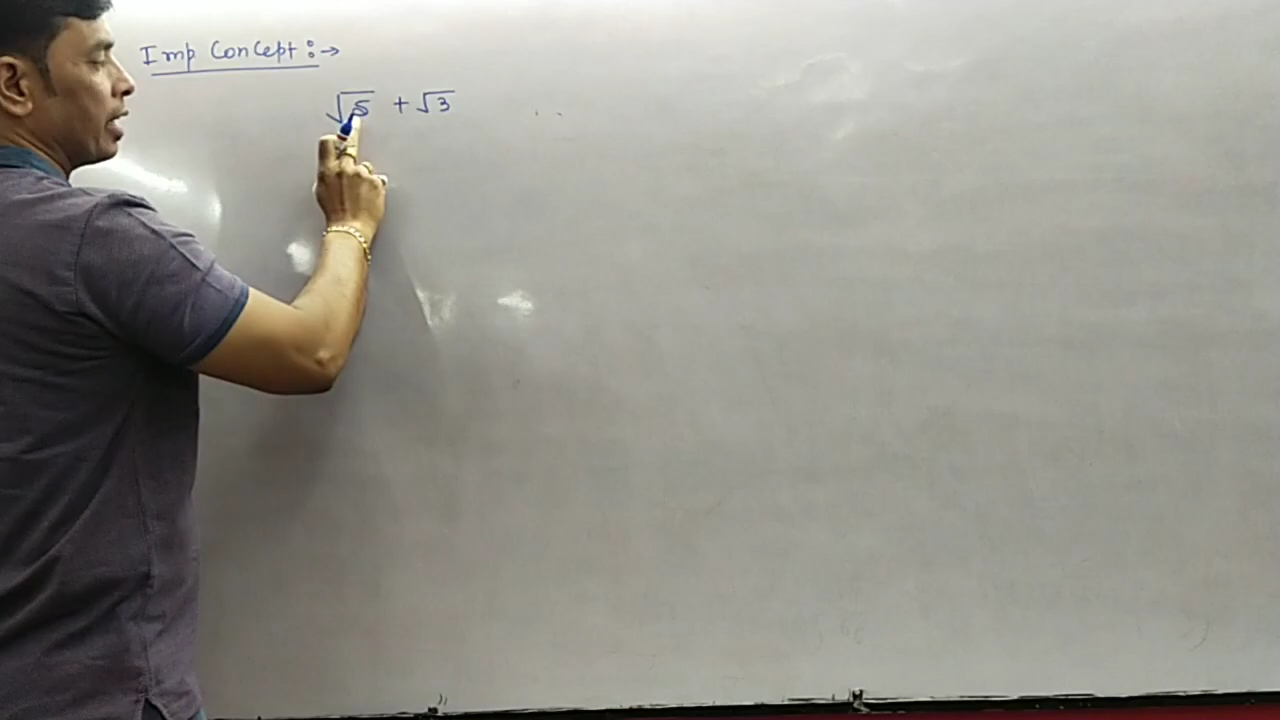 Imp Concept :→
√5 + √3